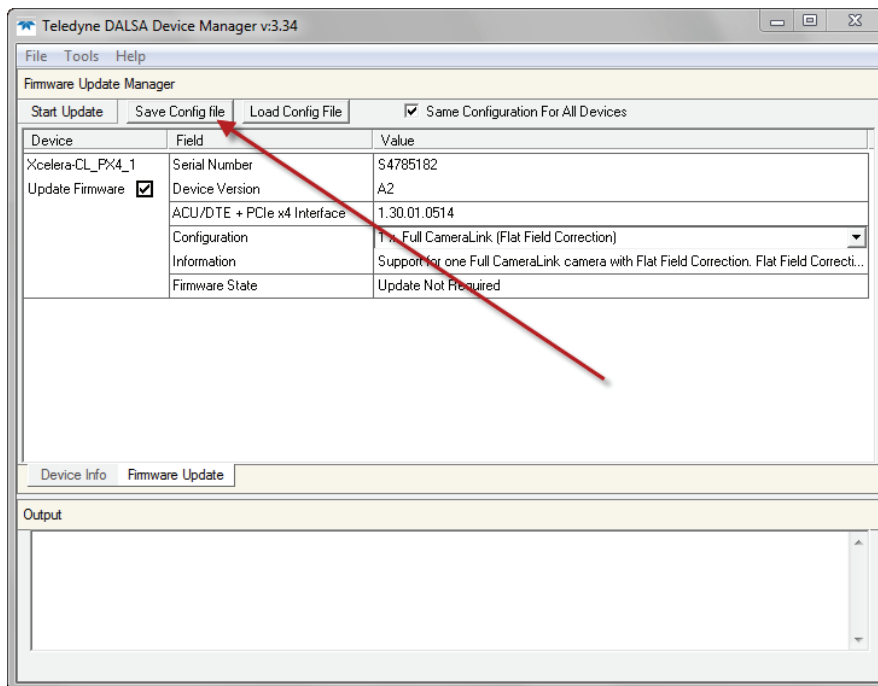 Teledyne DALSA Device Manager v:3.34
File Tools Help
Firmware Update Manager
Start Update Save Config file Load Config File Same Configuration For All Devices
Device Field Value
Xcelera-CL_PX4_1 Serial Number S4785182
Update Firmware Device Version A2
ACU/DTE + PCIe x4 Interface 1.30.01.0514
Configuration 1 x Full CameraLink (Flat Field Correction)
Information Support for one Full CameraLink camera with Flat Field Correction. Flat Field Correcti...
Firmware State Update Not Required
Device Info Firmware Update
Output